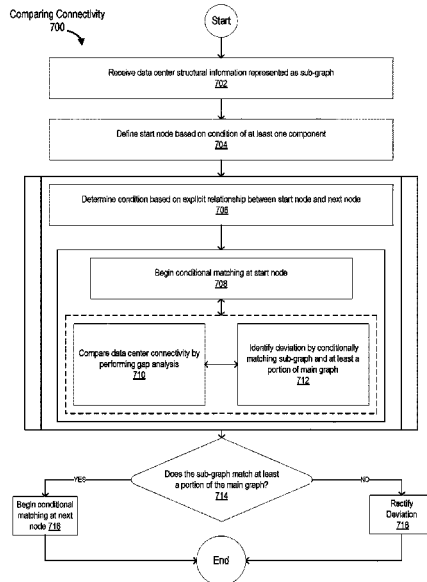 Comparing Connectivity
700
Start
Receive data center structural information represented as sub-graph
702
Define start node based on condition of at least one component
704
Determine condition based on explicit relationship between start node and next node
706
Begin conditional matching at start node
708
Compare data center connectivity by
performing gap analysis
710
Identify deviation by conditionally
matching sub-graph and at least a
portion of main graph
712
Does the sub-graph match at least
a portion of the main graph?
714
YES
NO
Begin conditional
matching at next
node 716
Rectify
Deviation
718
End